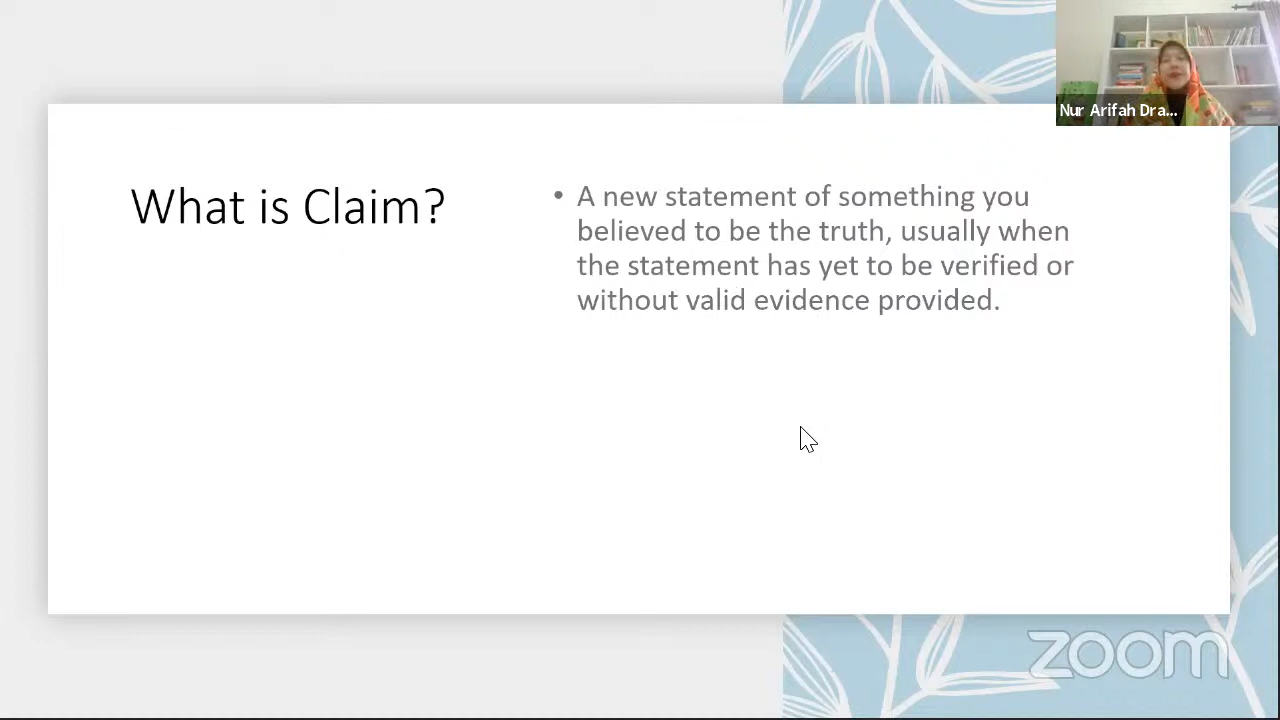 Nur Arifah Dra...
What is Claim?
• A new statement of something you
believed to be the truth, usually when
the statement has yet to be verified or
without valid evidence provided.
zoom